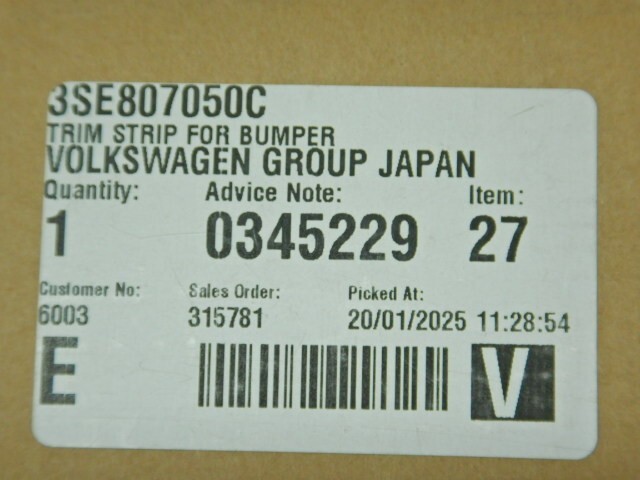 3SE807050C
TRIM STRIP FOR BUMPER
VOLKSWAGEN GROUP JAPAN
Quantity: Advice Note: Item:
1 0345229 27
Customer No: Sales Order: Picked At:
6003 315781 20/01/2025 11:28:54
E V